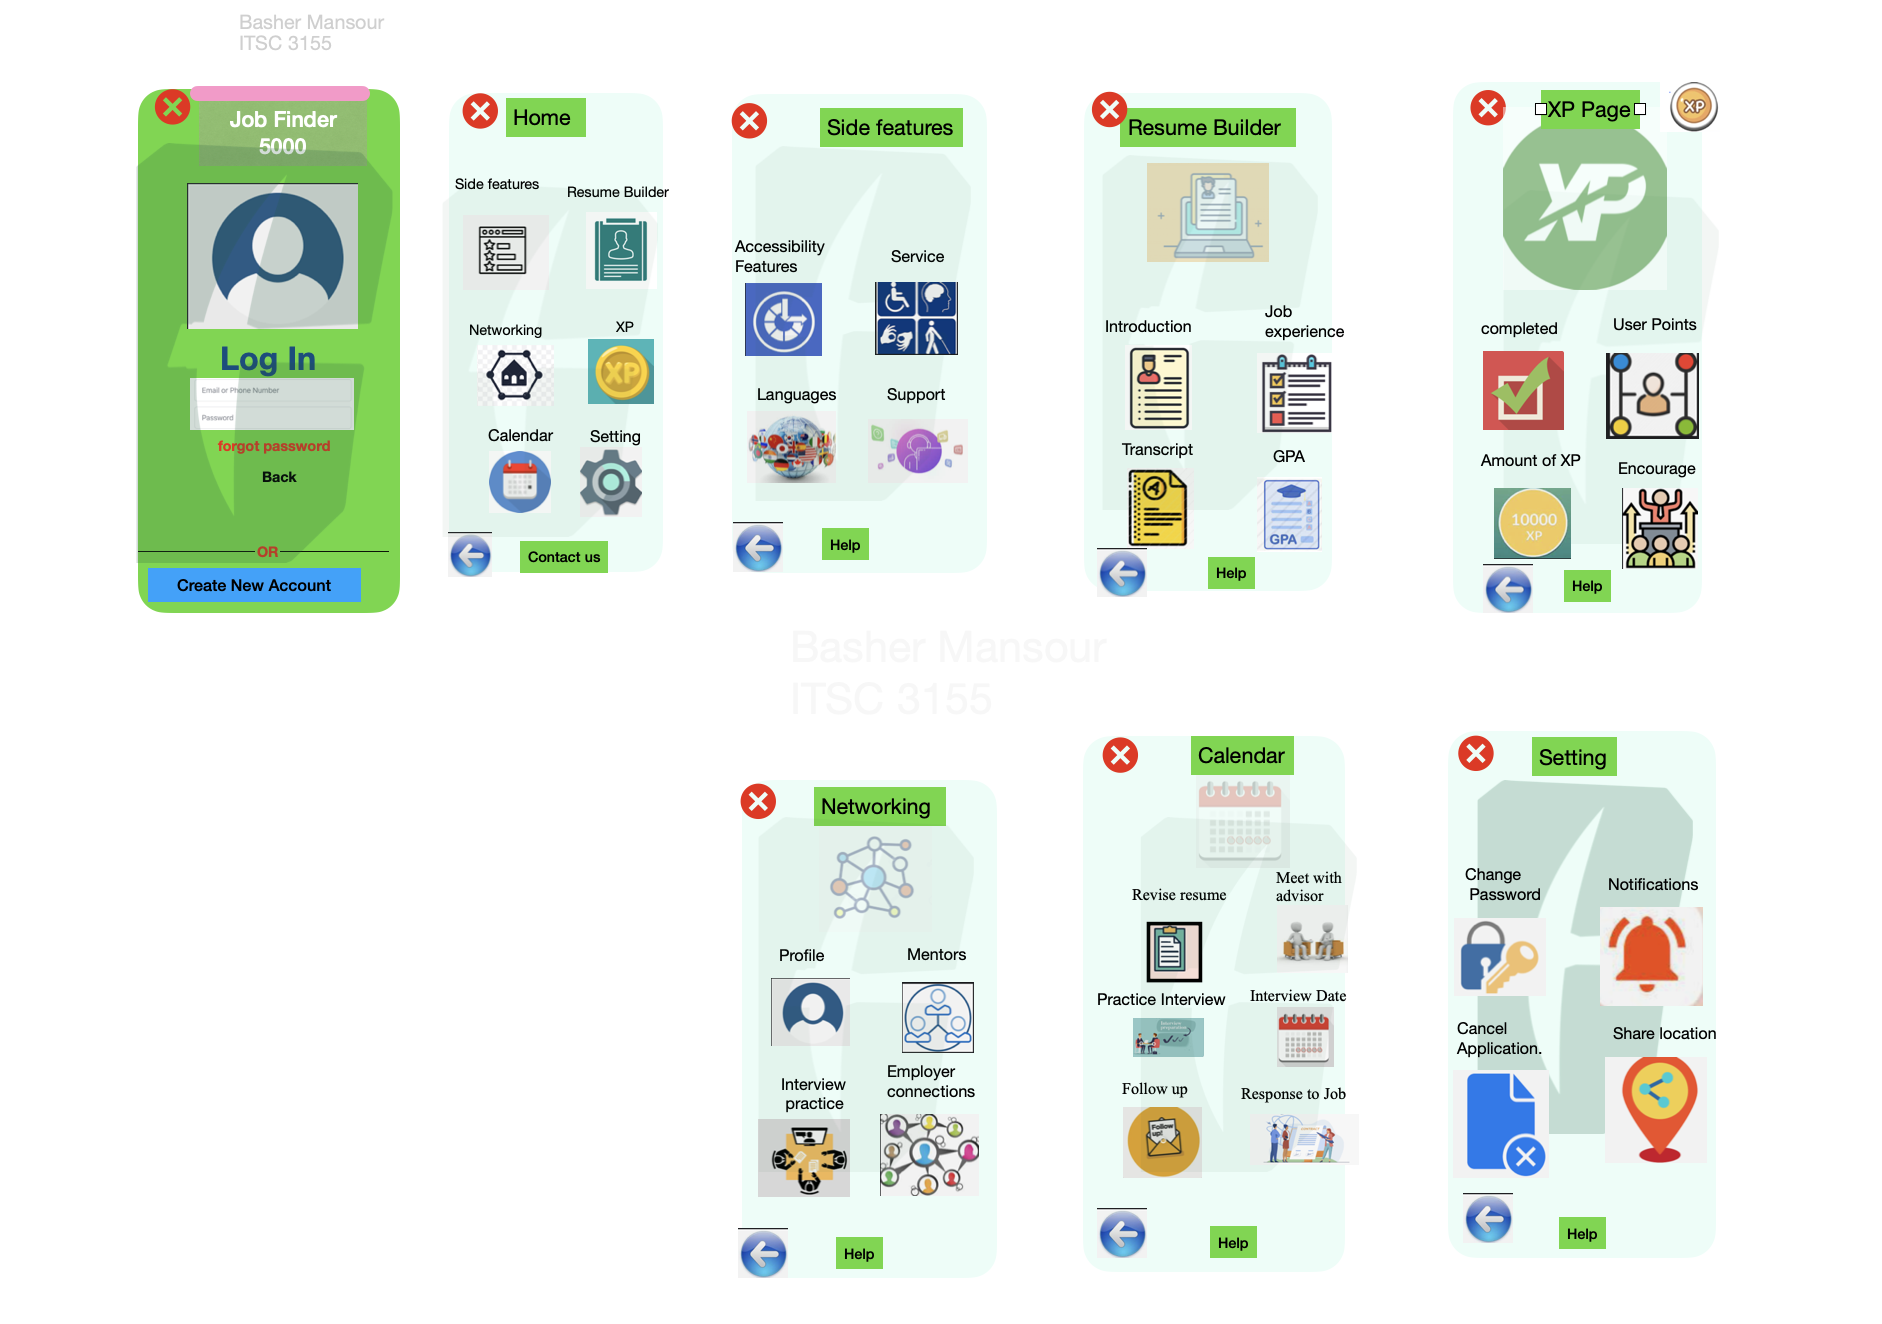 Basher Mansour
ITSC 3155
Job Finder
5000
Log In
Email or Phone Number
Password
forgot password
Back
OR
Create New Account
Home
Side features
Resume Builder
Networking
XP
XP
Calendar
Setting
Contact us
Side features
Accessibility
Features
Service
Languages
Support
Help
Resume Builder
Introduction
Job
experience
Transcript
A
GPA
GPA
Help
XP Page
XP
XP
completed
User Points
Amount of XP
10000
XP
Encourage
Help
Basher Mansour
ITSC 3155
Networking
Profile
Mentors
Interview
practice
Employer
connections
Help
Calendar
Revise resume
Meet with
advisor
Practice Interview
Interview Date
Follow up
Follow
up!
Response to Job
Help
Setting
Change
Password
Notifications
Cancel
Application.
Share location
Help